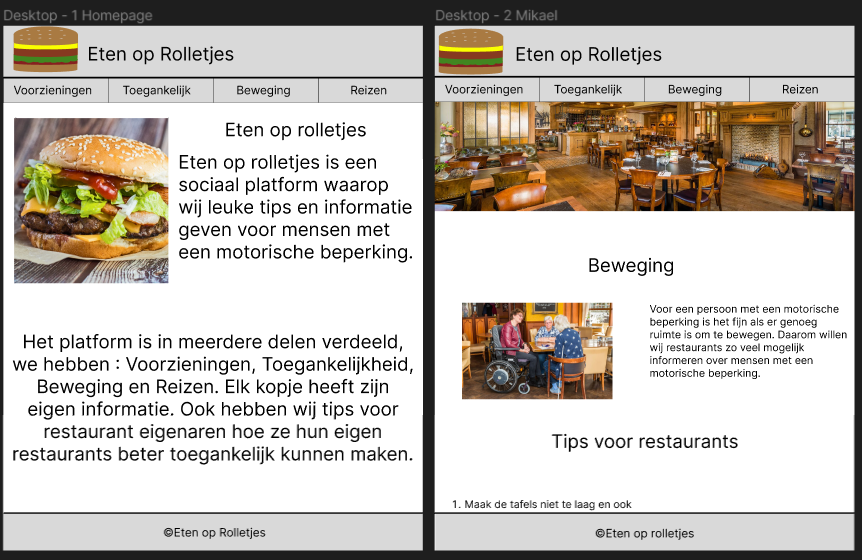 Desktop - 1 Homepage
Eten op Rolletjes
Voorzieningen
Toegankelijk
Beweging
Reizen
Eten op rolletjes
Eten op rolletjes is een
sociaal platform waarop
wij leuke tips en informatie
geven voor mensen met
een motorische beperking.
Het platform is in meerdere delen verdeeld,
we hebben : Voorzieningen, Toegankelijkheid,
Beweging en Reizen. Elk kopje heeft zijn
eigen informatie. Ook hebben wij tips voor
restaurant eigenaren hoe ze hun eigen
restaurants beter toegankelijk kunnen maken.
©Eten op Rolletjes
Desktop - 2 Mikael
Eten op Rolletjes
Voorzieningen
Toegankelijk
Beweging
Reizen
Beweging
Voor een persoon met een motorische
beperking is het fijn als er genoeg
ruimte is om te bewegen. Daarom willen
wij restaurants zo veel mogelijk
informeren over mensen met een
motorische beperking.
Tips voor restaurants
1. Maak de tafels niet te laag en ook
©Eten op rolletjes